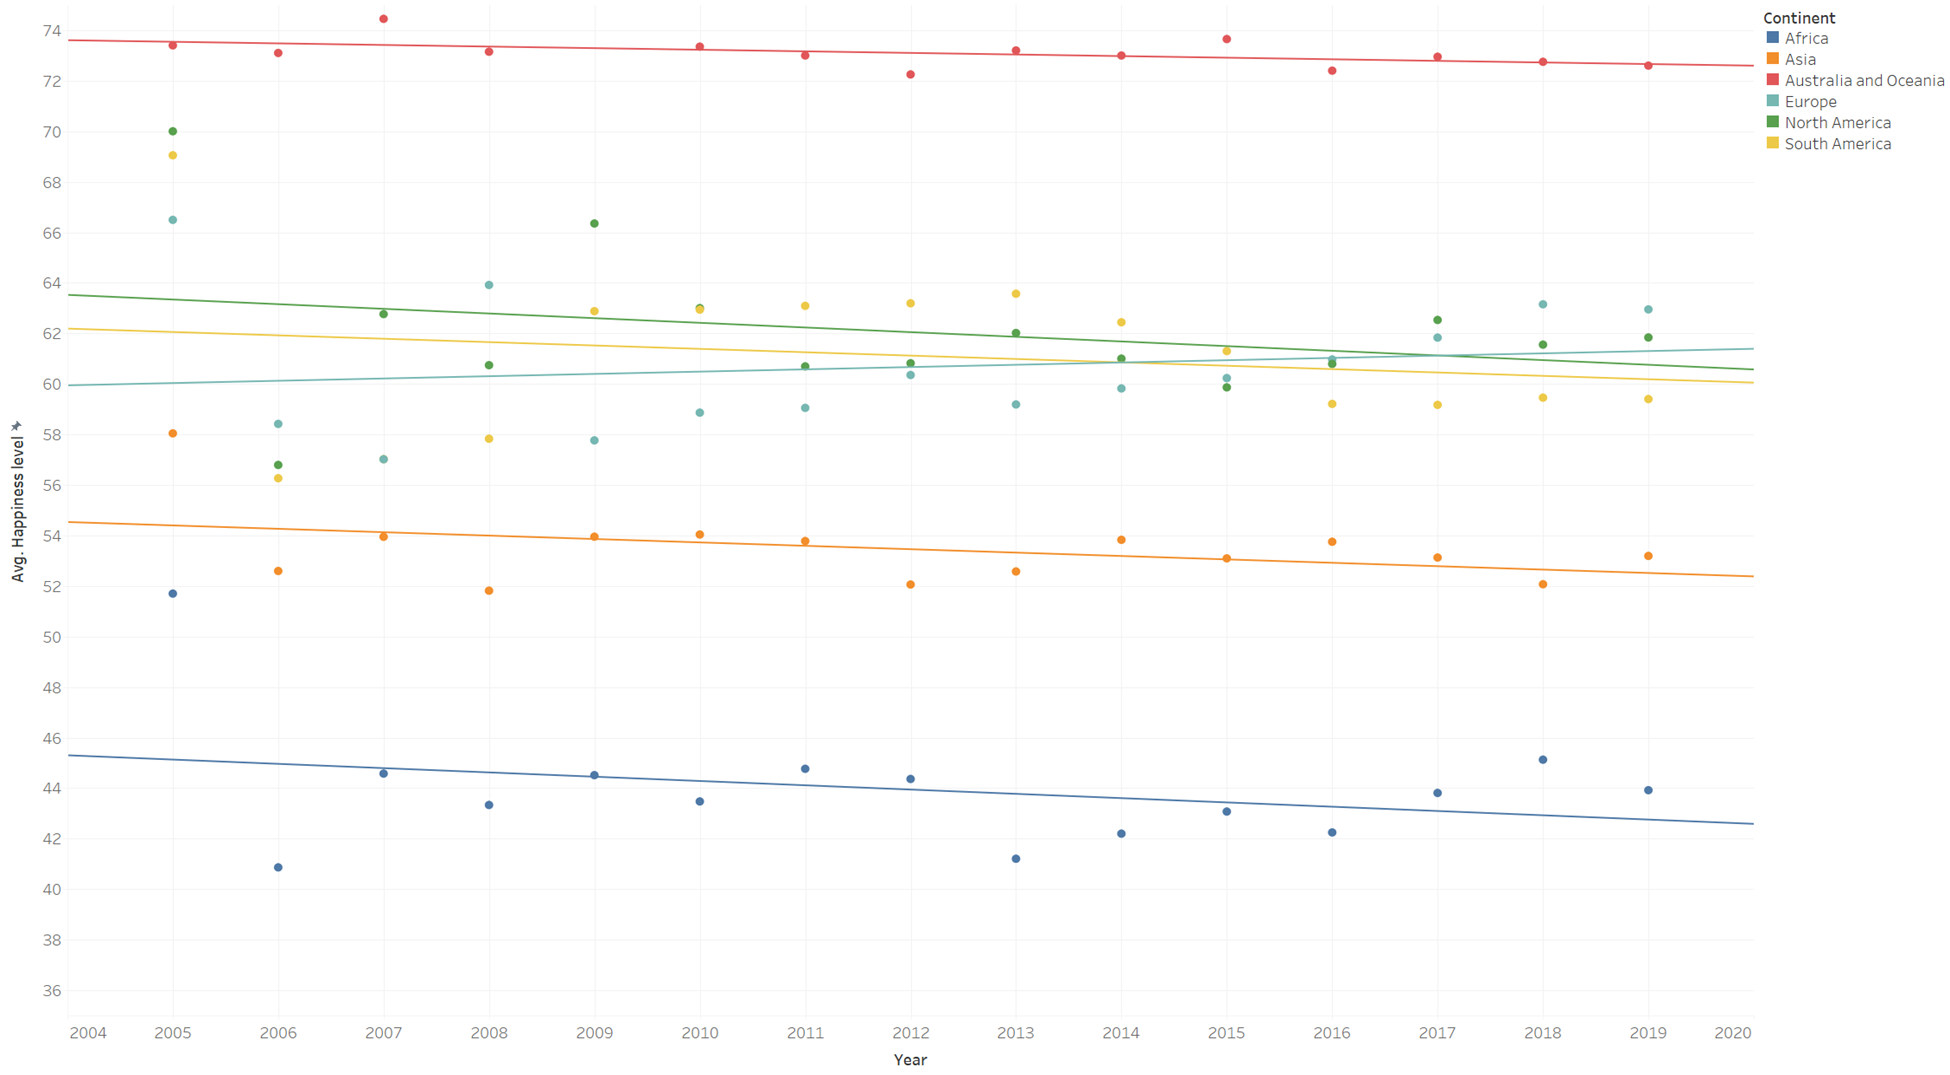 74
72
70
68
66
64
62
60
58
56
54
52
50
48
46
44
42
40
38
36
Avg. Happiness level
2004 2005 2006 2007 2008 2009 2010 2011 2012 2013 2014 2015 2016 2017 2018 2019 2020
Year
Continent
Africa
Asia
Australia and Oceania
Europe
North America
South America